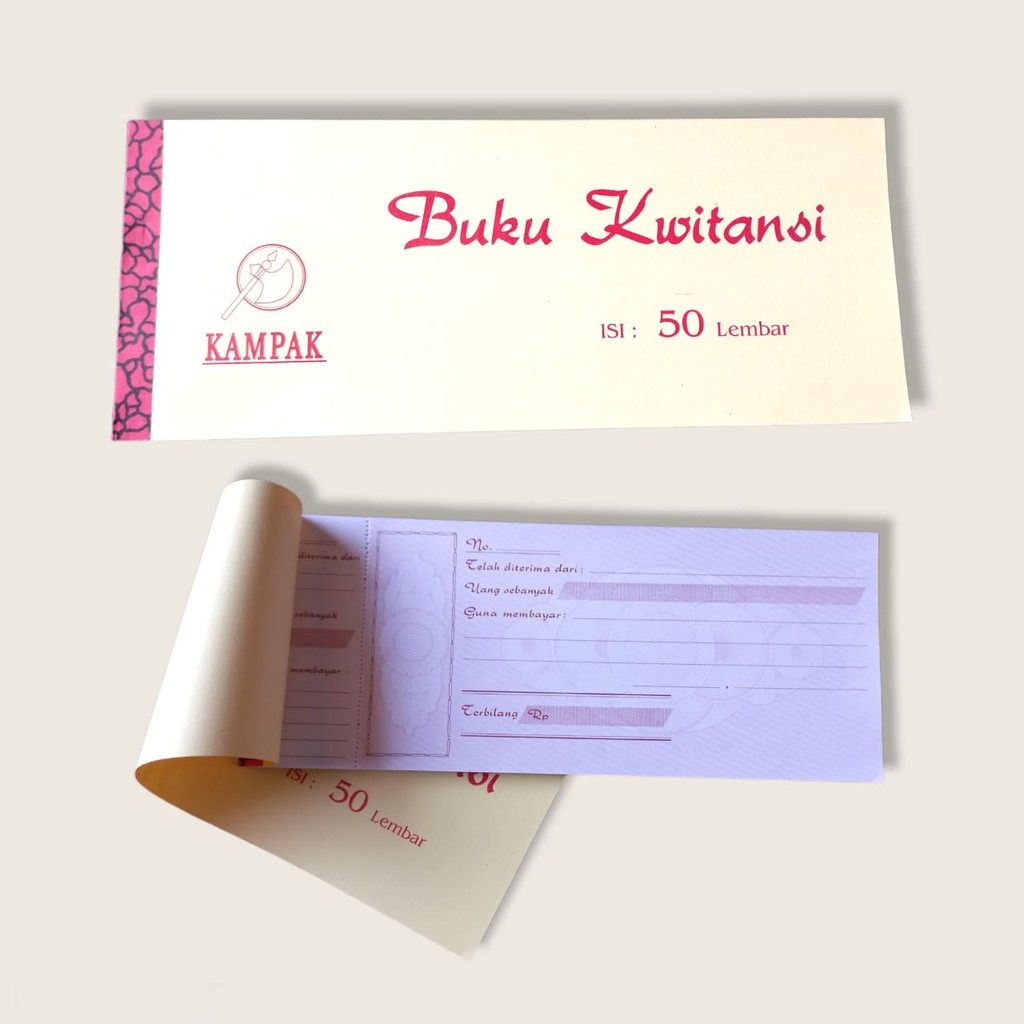 Buku Kwitansi
KAMPAK
ISI : 50 Lembar
diterima dari
sebanyak
membayar :
No.
Telah diterima dari :
Uang sebanyak
Guna membayar :
,
Terbilang Rp
ISI : 50 Lembar